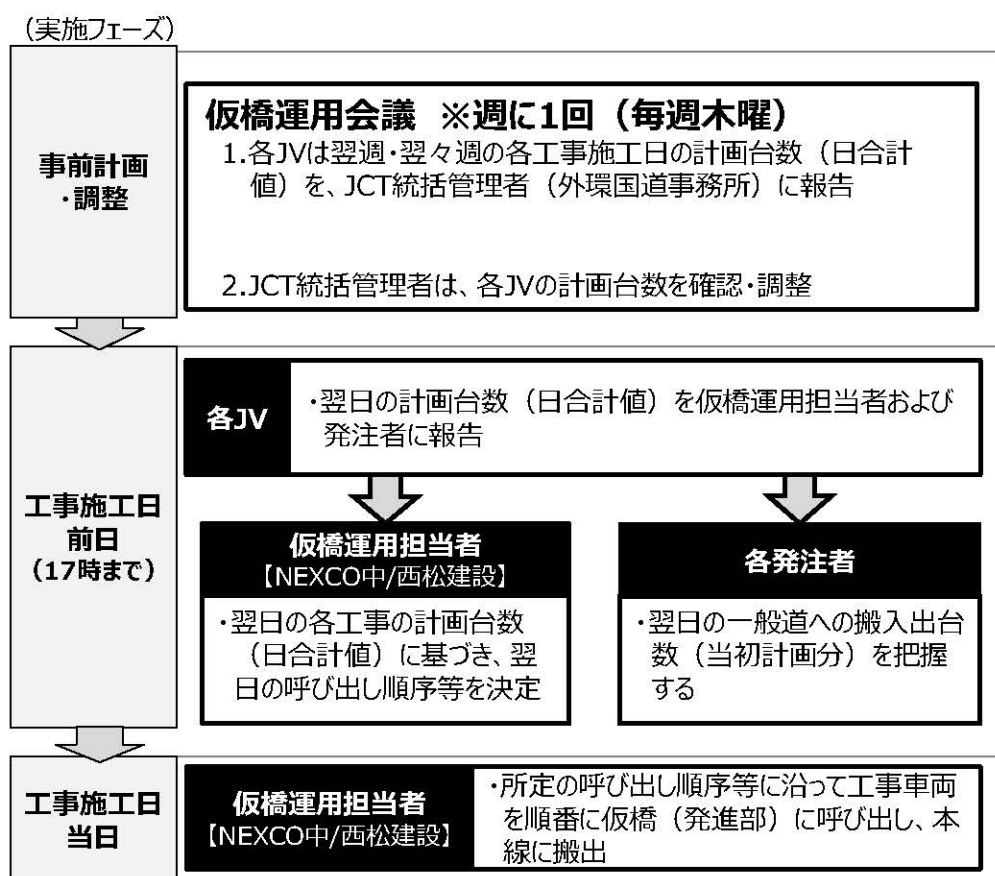 （実施フェーズ）
事前計画
・調整
仮橋運用会議 ※週に1回（毎週木曜）
1.各JVは翌週・翌々週の各工事施工日の計画台数（日合計
値）を、JCT統括管理者（外環国道事務所）に報告
2.JCT統括管理者は、各JVの計画台数を確認・調整
工事施工日
前日
（17時まで）
各JV
・翌日の計画台数（日合計値）を仮橋運用担当者および
発注者に報告
仮橋運用担当者
【NEXCO中/西松建設】
・翌日の各工事の計画台数
（日合計値）に基づき、翌
日の呼び出し順序等を決定
各発注者
・翌日の一般道への搬入出台
数（当初計画分）を把握
する
工事施工日
当日
仮橋運用担当者
【NEXCO中/西松建設】
・所定の呼び出し順序等に沿って工事車両
を順番に仮橋（発進部）に呼び出し、本
線に搬出